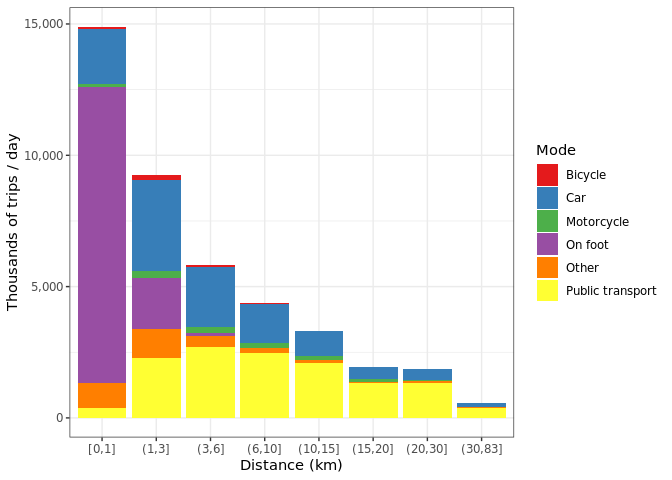 15,000
10,000
5,000
0
Thousands of trips / day
[0,1]
(1,3]
(3,6]
(6,10]
(10,15]
(15,20]
(20,30]
(30,83]
Distance (km)
Mode
Bicycle
Car
Motorcycle
On foot
Other
Public transport